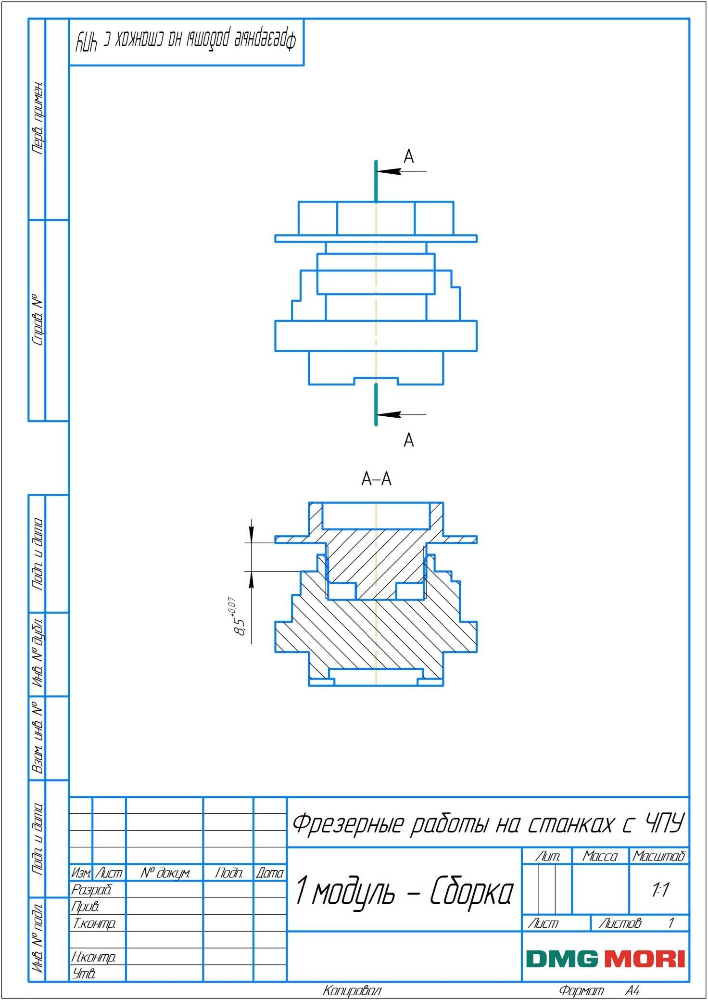 Фрезерные работы на станках с ЧПУ
Перв. примен.
Справ. №
Подп. и дата
Инв. № дубл.
Взам. инв. №
Подп. и дата
Инв. № подл.
А
А
А-А
8,5 +0,07
Фрезерные работы на станках с ЧПУ
Изм. Лист № докум. Подп. Дата
Разраб.
Пров.
Т.контр.
Н.контр.
Утв.
1 модуль - Сборка
Лит. Масса Масштаб
1:1
Лист Листов 1
DMG MORI
Копировал Формат А4